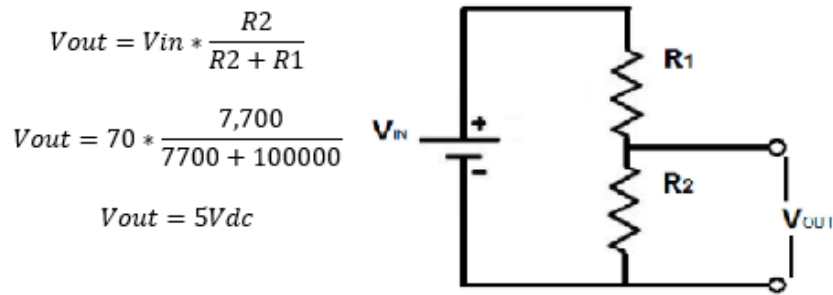 Vout = Vin * R2 / R2 + R1
Vout = 70 * 7,700 / 7700 + 100000
Vout = 5Vdc
R1
VIN
+
-
R2
VOUT